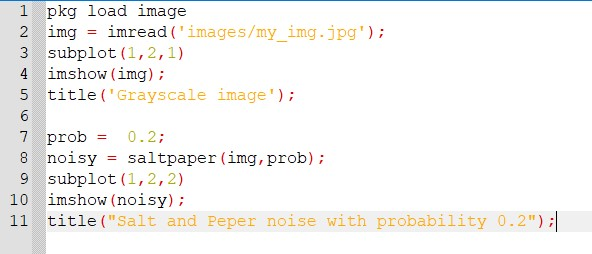 1 pkg load image
2 img = imread('images/my_img.jpg');
3 subplot(1,2,1)
4 imshow(img);
5 title('Grayscale image');
6
7 prob =  0.2;
8 noisy = saltpaper(img,prob);
9 subplot(1,2,2)
10 imshow(noisy);
11 title("Salt and Peper noise with probability 0.2");